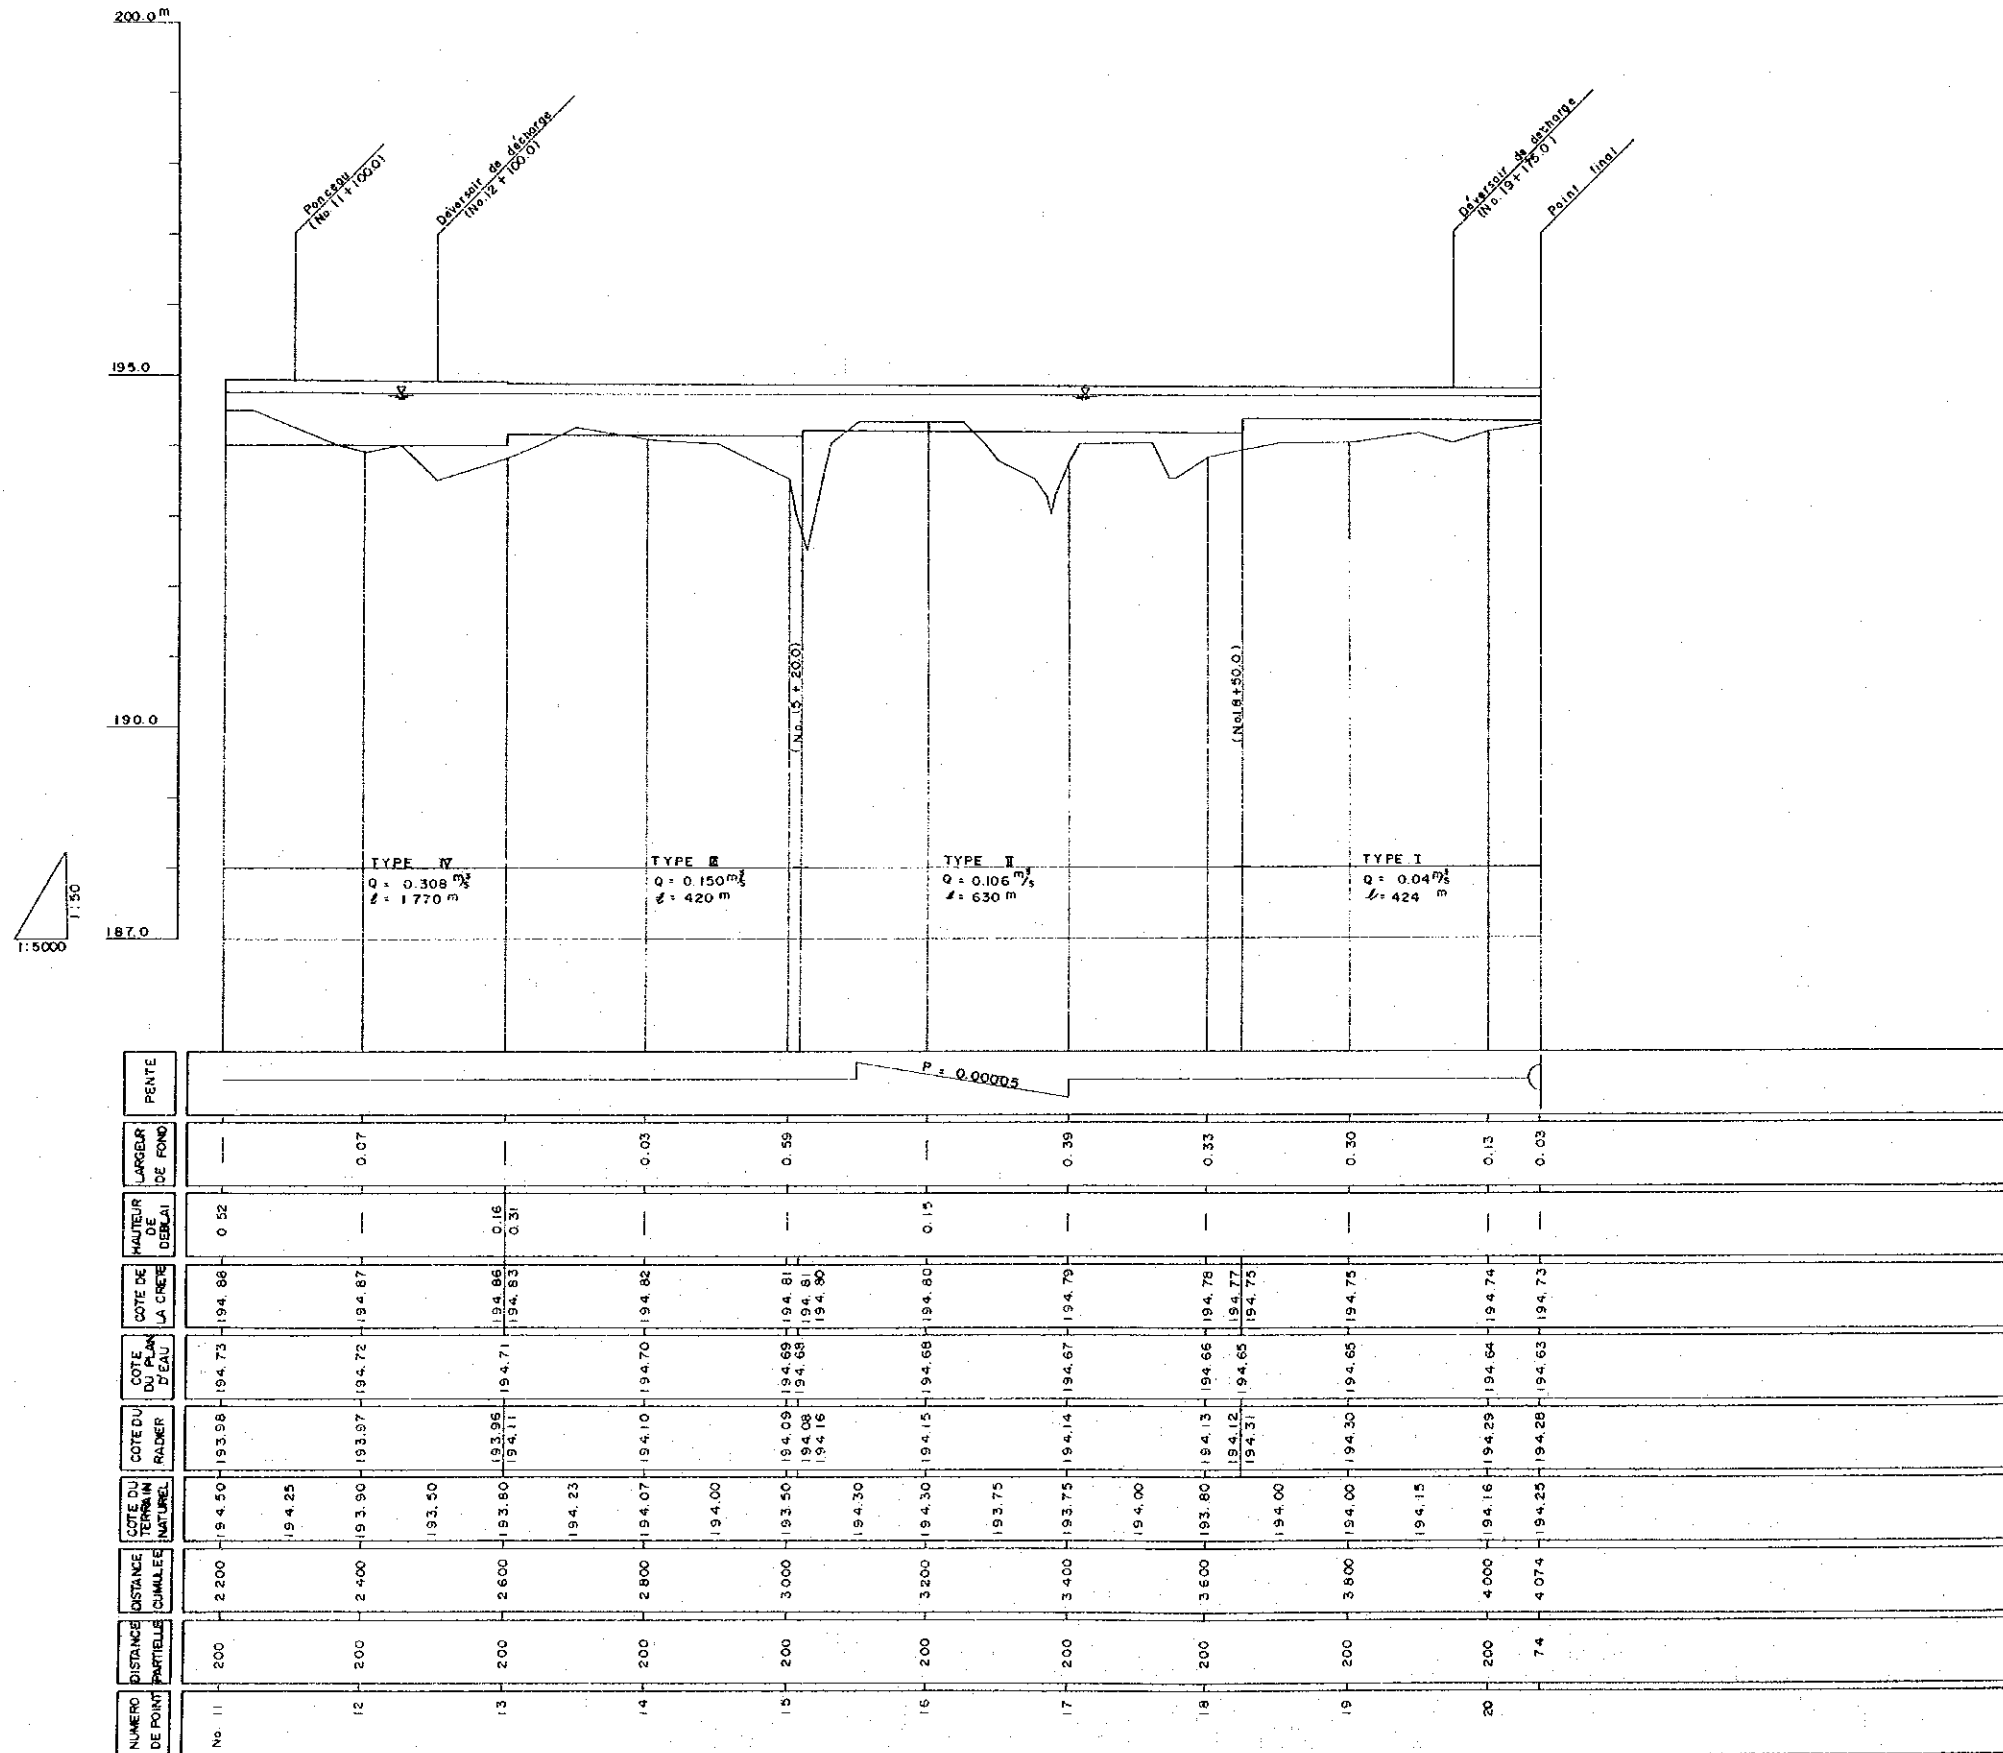 200.0 m
Ponceau
(No.11+100.0)
Déversoir de décharge
(No.12+100.0)
Déversoir de decharge
(No.19+175.0)
Point final
195.0
190.0
187.0
1:50
1:5000
(No.15+20.0)
(No.18+50.0)
TYPE IV
Q = 0.308 m³/s
ℓ = 1770 m
TYPE III
Q = 0.150 m³/s
ℓ = 420 m
TYPE II
Q = 0.106 m³/s
ℓ = 630 m
TYPE I
Q = 0.04 m³/s
ℓ = 424 m
PENTE
P = 0.00005
LARGEUR DE FOND
— 0.07 — 0.03 0.59 — 0.39 0.33 0.30 0.13 0.03
HAUTEUR DE DEBLAI
0.52 — 0.16 0.31 — — 0.15 — — — — —
COTE DE LA CRETE
194.88 194.87 194.86 194.83 194.82 194.81 194.81 194.80 194.80 194.79 194.78 194.77 194.75 194.75 194.74 194.73
COTE DU PLAN D'EAU
194.73 194.72 194.71 194.70 194.69 194.68 194.68 194.67 194.66 194.65 194.65 194.64 194.63
COTE DU RADIER
193.98 193.97 193.96 194.11 194.10 194.09 194.08 194.16 194.15 194.14 194.13 194.12 194.31 194.30 194.29 194.28
COTE DU TERRAIN NATUREL
194.50 194.25 193.90 193.50 193.80 194.23 194.07 194.00 193.50 194.30 194.30 193.75 193.75 194.00 193.80 194.00 194.00 194.15 194.16 194.25
DISTANCE CUMULEE
2200 2400 2600 2800 3000 3200 3400 3600 3800 4000 4074
DISTANCE PARTIELLE
200 200 200 200 200 200 200 200 200 200 74
NUMERO DE POINT
No. 11 12 13 14 15 16 17 18 19 20